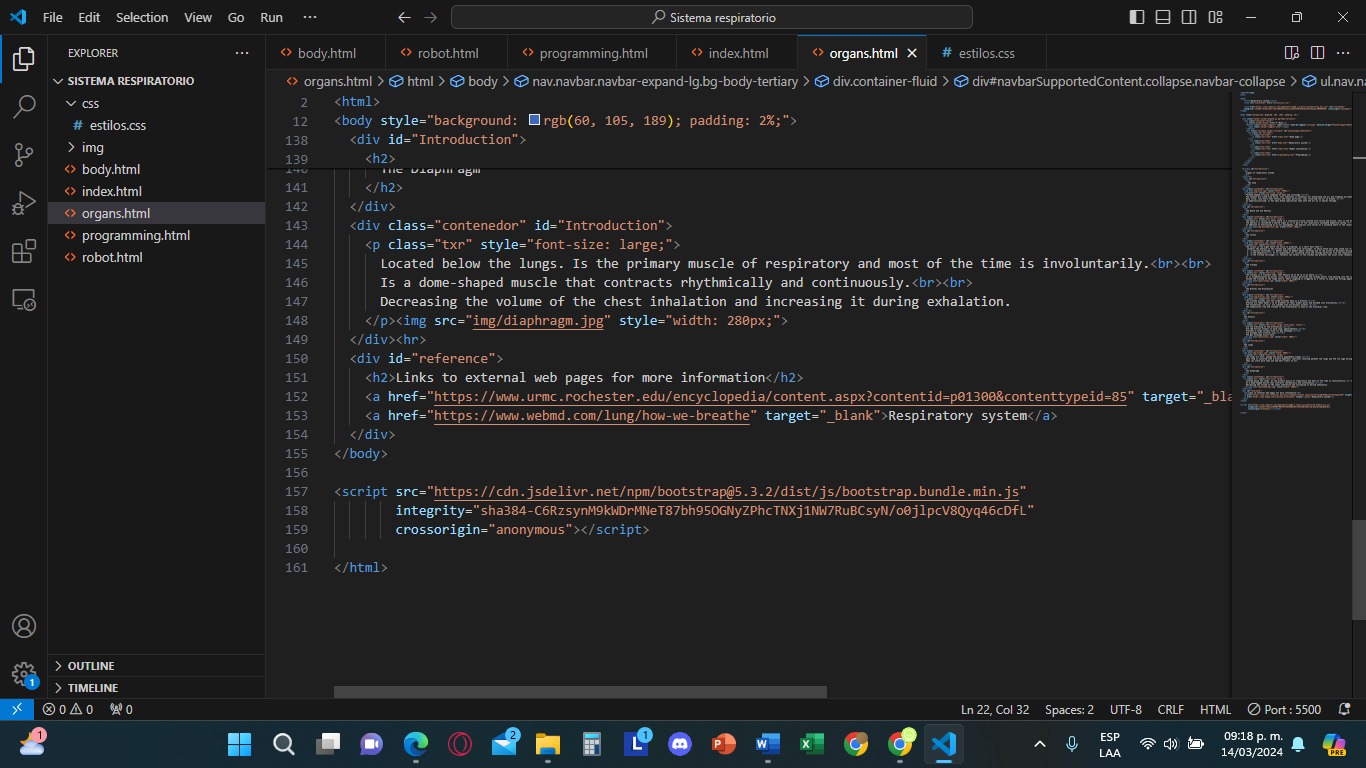 File Edit Selection View Go Run ··· Sistema respiratorio
EXPLORER ···
SISTEMA RESPIRATORIO
css
# estilos.css
img
<> body.html
<> index.html
<> organs.html
<> programming.html
<> robot.html
OUTLINE
TIMELINE
<> body.html <> robot.html <> programming.html <> index.html <> organs.html # estilos.css
<> organs.html > html > body > nav.navbar.navbar-expand-lg.bg-body-tertiary > div.container-fluid > div#navbarSupportedContent.collapse.navbar-collapse > ul.nav.na
2 <html>
12 <body style="background: rgb(60, 105, 189); padding: 2%;">
138 <div id="Introduction">
139 <h2>
140 The Diaphragm
141 </h2>
142 </div>
143 <div class="contenedor" id="Introduction">
144 <p class="txr" style="font-size: large;">
145 Located below the lungs. Is the primary muscle of respiratory and most of the time is involuntarily.<br><br>
146 Is a dome-shaped muscle that contracts rhythmically and continuously.<br><br>
147 Decreasing the volume of the chest inhalation and increasing it during exhalation.
148 </p><img src="img/diaphragm.jpg" style="width: 280px;">
149 </div><hr>
150 <div id="reference">
151 <h2>Links to external web pages for more information</h2>
152 <a href="https://www.urmc.rochester.edu/encyclopedia/content.aspx?contentid=p01300&contenttypeid=85" target="_bla
153 <a href="https://www.webmd.com/lung/how-we-breathe" target="_blank">Respiratory system</a>
154 </div>
155 </body>
156
157 <script src="https://cdn.jsdelivr.net/npm/bootstrap@5.3.2/dist/js/bootstrap.bundle.min.js"
158 integrity="sha384-C6RzsynM9kWDrMNeT87bh95OGNyZPhcTNXj1NW7RuBCsyN/o0jlpcV8Qyq46cDfL"
159 crossorigin="anonymous"></script>
160
161 </html>
1
0 0 0 Ln 22, Col 32 Spaces: 2 UTF-8 CRLF HTML Port : 5500
1 2 1 ESP 09:18 p. m.
LAA 14/03/2024 PRE